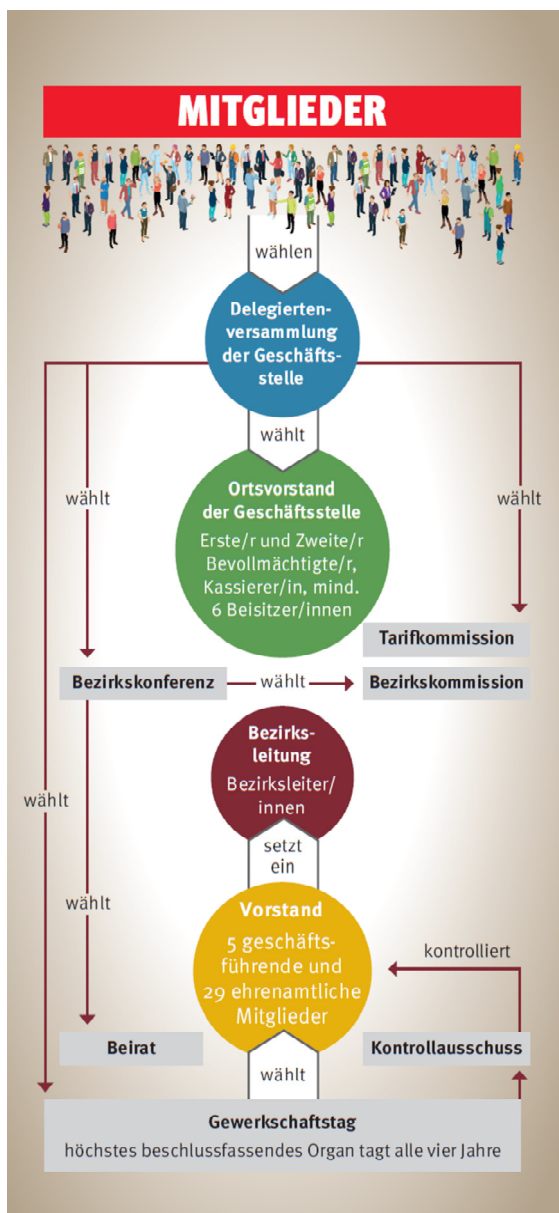 MITGLIEDER
wählen
Delegierten-
versammlung
der Geschäfts-
stelle
wählt
wählt
wählt
Ortsvorstand
der Geschäftsstelle
Erste/r und Zweite/r
Bevollmächtigte/r,
Kassierer/in, mind.
6 Beisitzer/innen
Tarifkommission
Bezirkskonferenz
wählt
Bezirkskommission
Bezirks-
leitung
Bezirksleiter/
innen
wählt
setzt
ein
wählt
Vorstand
5 geschäfts-
führende und
29 ehrenamtliche
Mitglieder
kontrolliert
Beirat
Kontrollausschuss
wählt
Gewerkschaftstag
höchstes beschlussfassendes Organ tagt alle vier Jahre